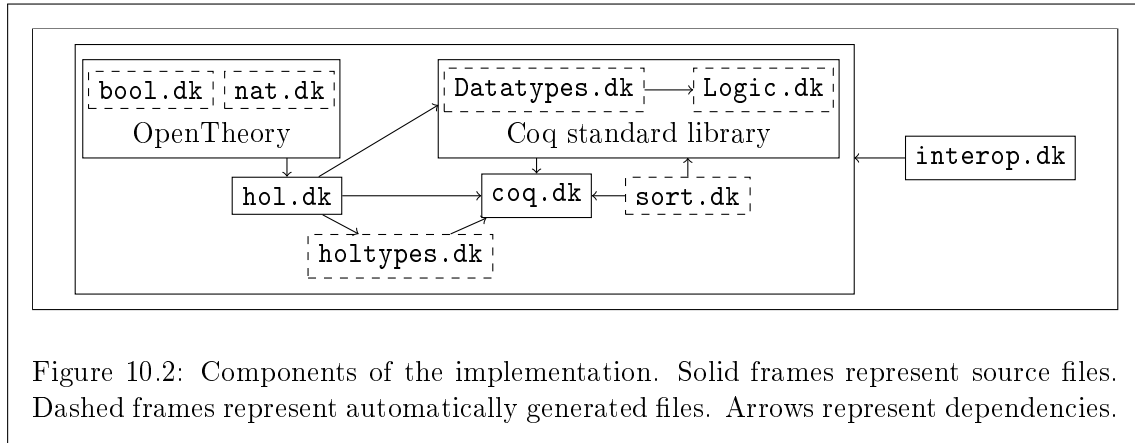 bool.dk nat.dk Datatypes.dk Logic.dk
OpenTheory Coq standard library
interop.dk
hol.dk coq.dk sort.dk
holtypes.dk
Figure 10.2: Components of the implementation. Solid frames represent source files.
Dashed frames represent automatically generated files. Arrows represent dependencies.